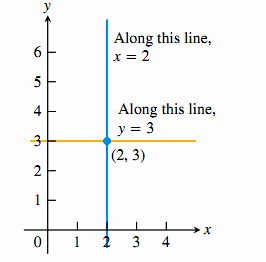 y
Along this line,
x = 2
6
5
4
Along this line,
y = 3
3
(2, 3)
2
1
x
0 1 2 3 4